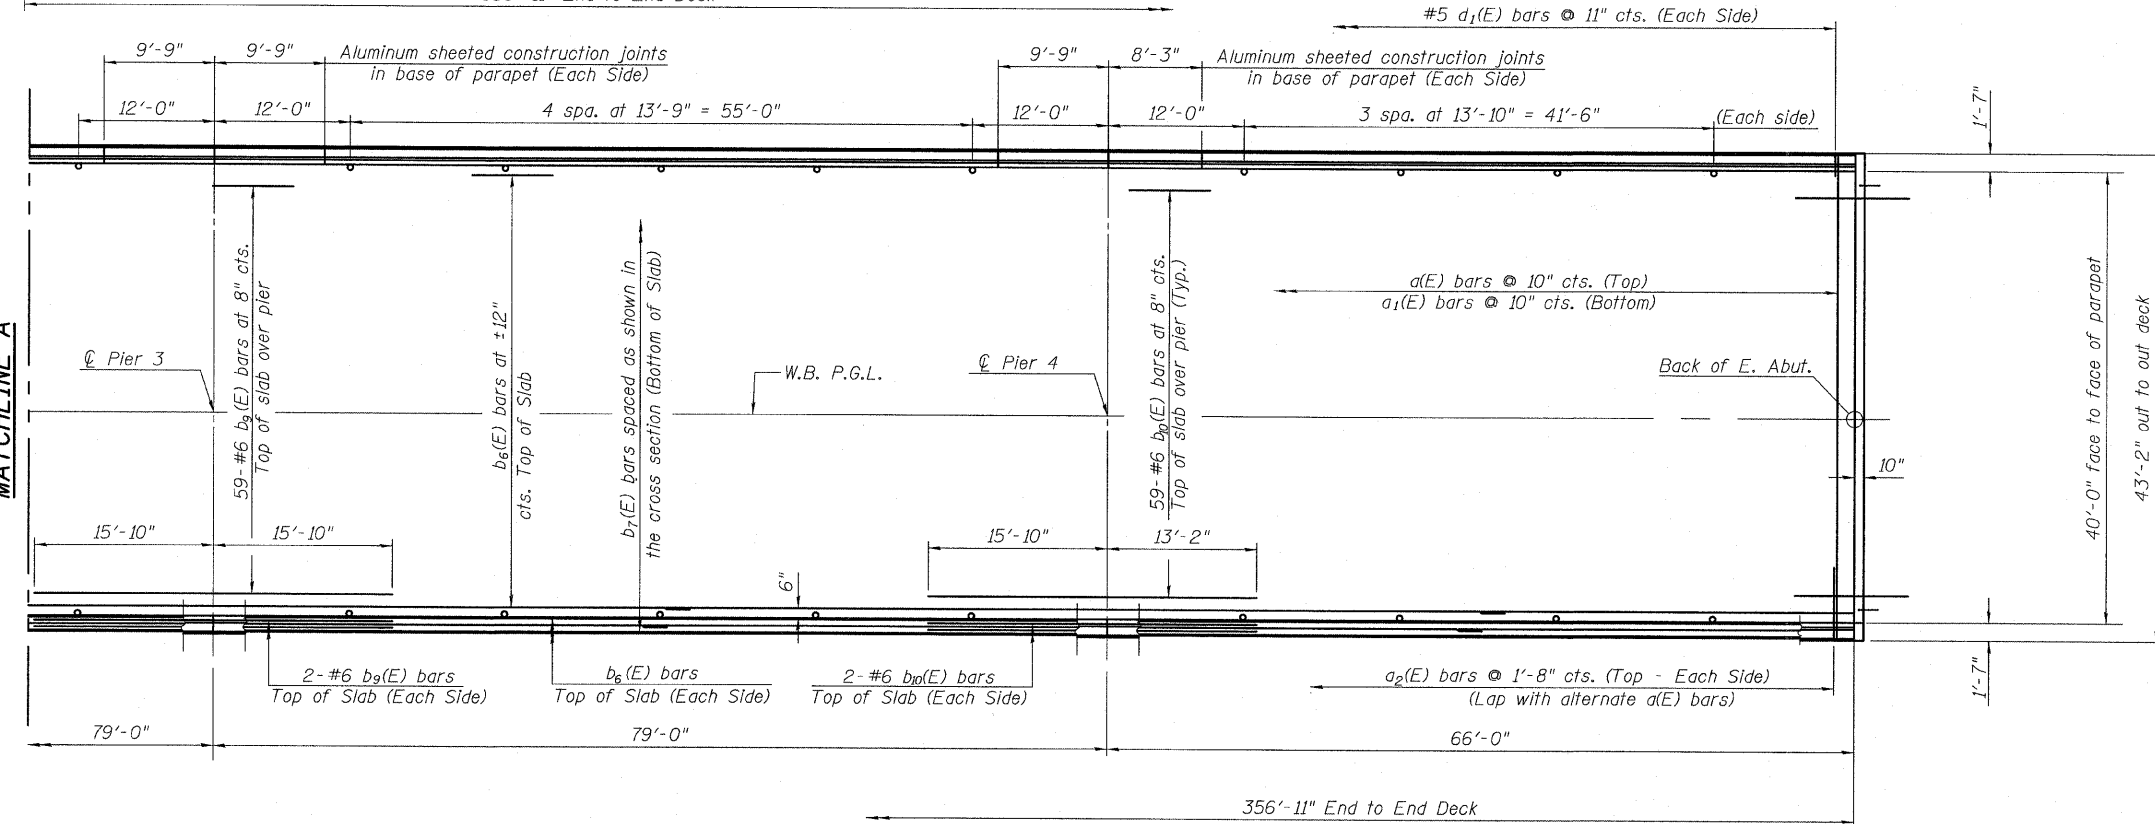 #5 d1(E) bars @ 11" cts. (Each Side)
9'-9"
9'-9"
Aluminum sheeted construction joints
in base of parapet (Each Side)
9'-9"
8'-3"
Aluminum sheeted construction joints
in base of parapet (Each Side)
12'-0"
12'-0"
4 spa. at 13'-9" = 55'-0"
12'-0"
12'-0"
3 spa. at 13'-10" = 41'-6"
(Each side)
1'-7"
MATCHLINE A
59-#6 b9(E) bars at 8" cts.
Top of slab over pier
b6(E) bars at ±12"
cts. Top of Slab
b7(E) bars spaced as shown in
the cross section (Bottom of Slab)
59-#6 b10(E) bars at 8" cts.
Top of slab over pier (Typ.)
a(E) bars @ 10" cts. (Top)
a1(E) bars @ 10" cts. (Bottom)
40'-0" face to face of parapet
43'-2" out to out deck
℄ Pier 3
W.B. P.G.L.
℄ Pier 4
Back of E. Abut.
10"
15'-10"
15'-10"
15'-10"
13'-2"
6"
2-#6 b9(E) bars
Top of Slab (Each Side)
b6(E) bars
Top of Slab (Each Side)
2-#6 b10(E) bars
Top of Slab (Each Side)
a2(E) bars @ 1'-8" cts. (Top - Each Side)
(Lap with alternate a(E) bars)
1'-7"
79'-0"
79'-0"
66'-0"
356'-11" End to End Deck